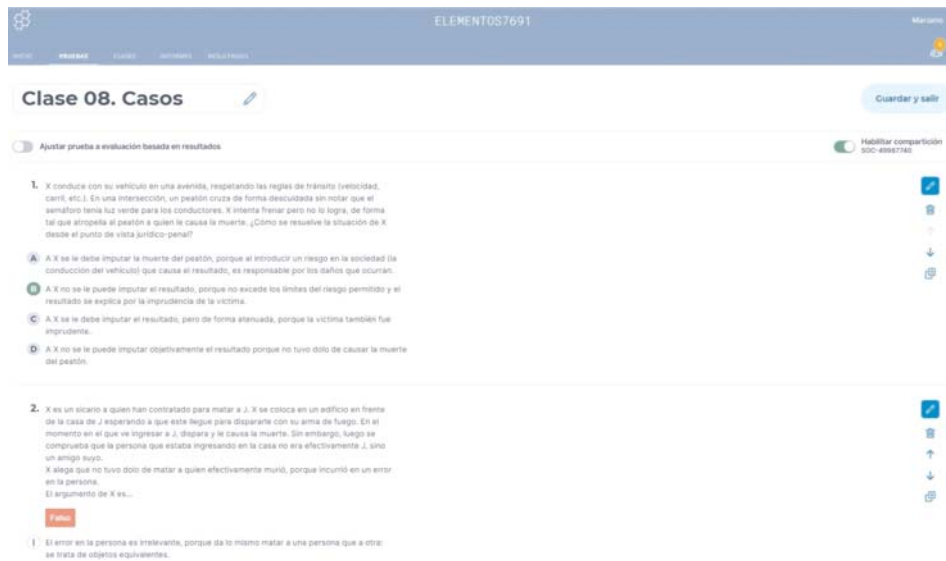 ELEMENTOS7691
Mariano
INICIO PRUEBAS CLASES INFORMES RESULTADOS
Clase 08. Casos
Guardar y salir
Ajustar prueba a evaluación basada en resultados
Habilitar compartición
SOC-49987740
1. X conduce con su vehículo en una avenida, respetando las reglas de tránsito (velocidad,
carril, etc.). En una intersección, un peatón cruza de forma descuidada sin notar que el
semáforo tenía luz verde para los conductores. X intenta frenar pero no lo logra, de forma
tal que atropella al peatón a quien le causa la muerte. ¿Cómo se resuelve la situación de X
desde el punto de vista jurídico-penal?
A A X se le debe imputar la muerte del peatón, porque al introducir un riesgo en la sociedad (la
conducción del vehículo) que causa el resultado, es responsable por los daños que ocurran.
B A X no se le puede imputar el resultado, porque no excede los límites del riesgo permitido y el
resultado se explica por la imprudencia de la víctima.
C A X se le debe imputar el resultado, pero de forma atenuada, porque la víctima también fue
imprudente.
D A X no se le puede imputar objetivamente el resultado porque no tuvo dolo de causar la muerte
del peatón.
2. X es un sicario a quien han contratado para matar a J. X se coloca en un edificio en frente
de la casa de J esperando a que este llegue para dispararle con su arma de fuego. En el
momento en el que ve ingresar a J, dispara y le causa la muerte. Sin embargo, luego se
comprueba que la persona que estaba ingresando en la casa no era efectivamente J, sino
un amigo suyo.
X alega que no tuvo dolo de matar a quien efectivamente murió, porque incurrió en un error
en la persona.
El argumento de X es...
Falso
I El error en la persona es irrelevante, porque da lo mismo matar a una persona que a otra:
se trata de objetos equivalentes.